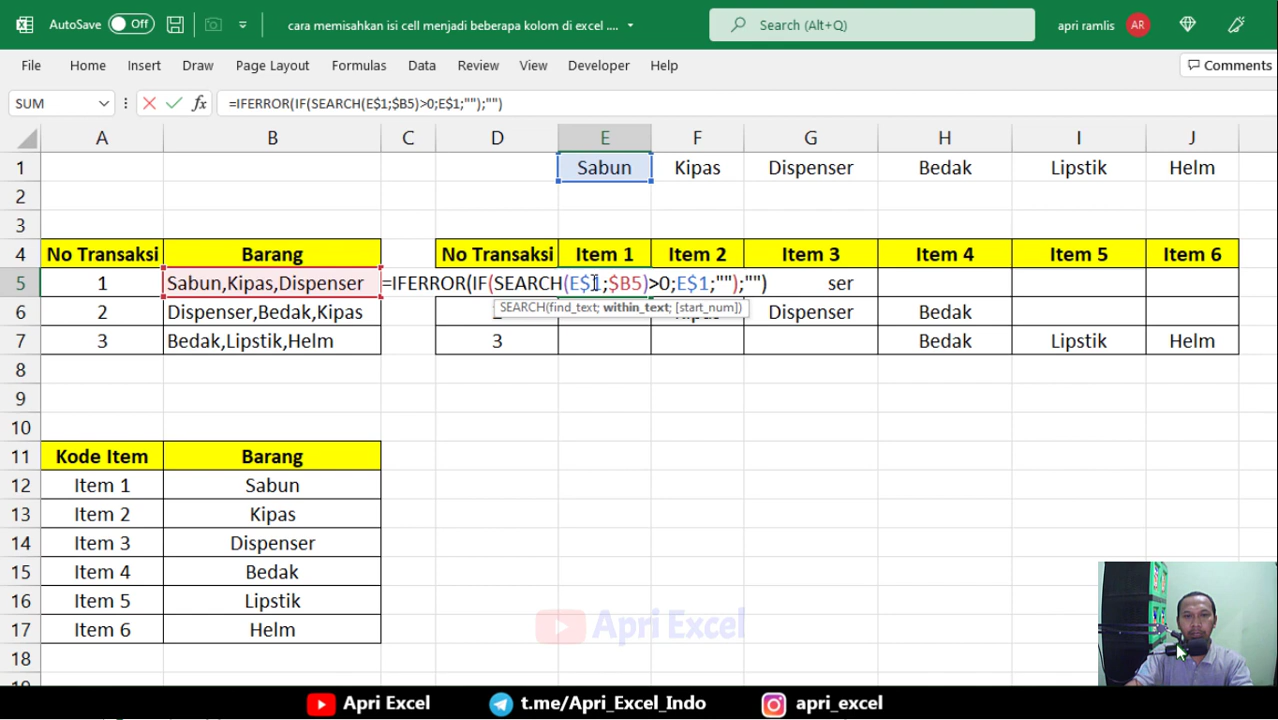 AutoSave Off cara memisahkan isi cell menjadi beberapa kolom di excel .... Search (Alt+Q) apri ramlis AR
File Home Insert Draw Page Layout Formulas Data Review View Developer Help Comments
SUM fx =IFERROR(IF(SEARCH(E$1;$B5)>0;E$1;"");"")
A B C D E F G H I J
1 Sabun Kipas Dispenser Bedak Lipstik Helm
2
3
4 No Transaksi Barang No Transaksi Item 1 Item 2 Item 3 Item 4 Item 5 Item 6
5 1 Sabun,Kipas,Dispenser =IFERROR(IF(SEARCH(E$1;$B5)>0;E$1;"");"") ser
SEARCH(find_text; within_text; [start_num])
6 2 Dispenser,Bedak,Kipas Dispenser Bedak
7 3 Bedak,Lipstik,Helm 3 Bedak Lipstik Helm
8
9
10
11 Kode Item Barang
12 Item 1 Sabun
13 Item 2 Kipas
14 Item 3 Dispenser
15 Item 4 Bedak
16 Item 5 Lipstik
17 Item 6 Helm
Apri Excel
18
Apri Excel t.me/Apri_Excel_Indo apri_excel